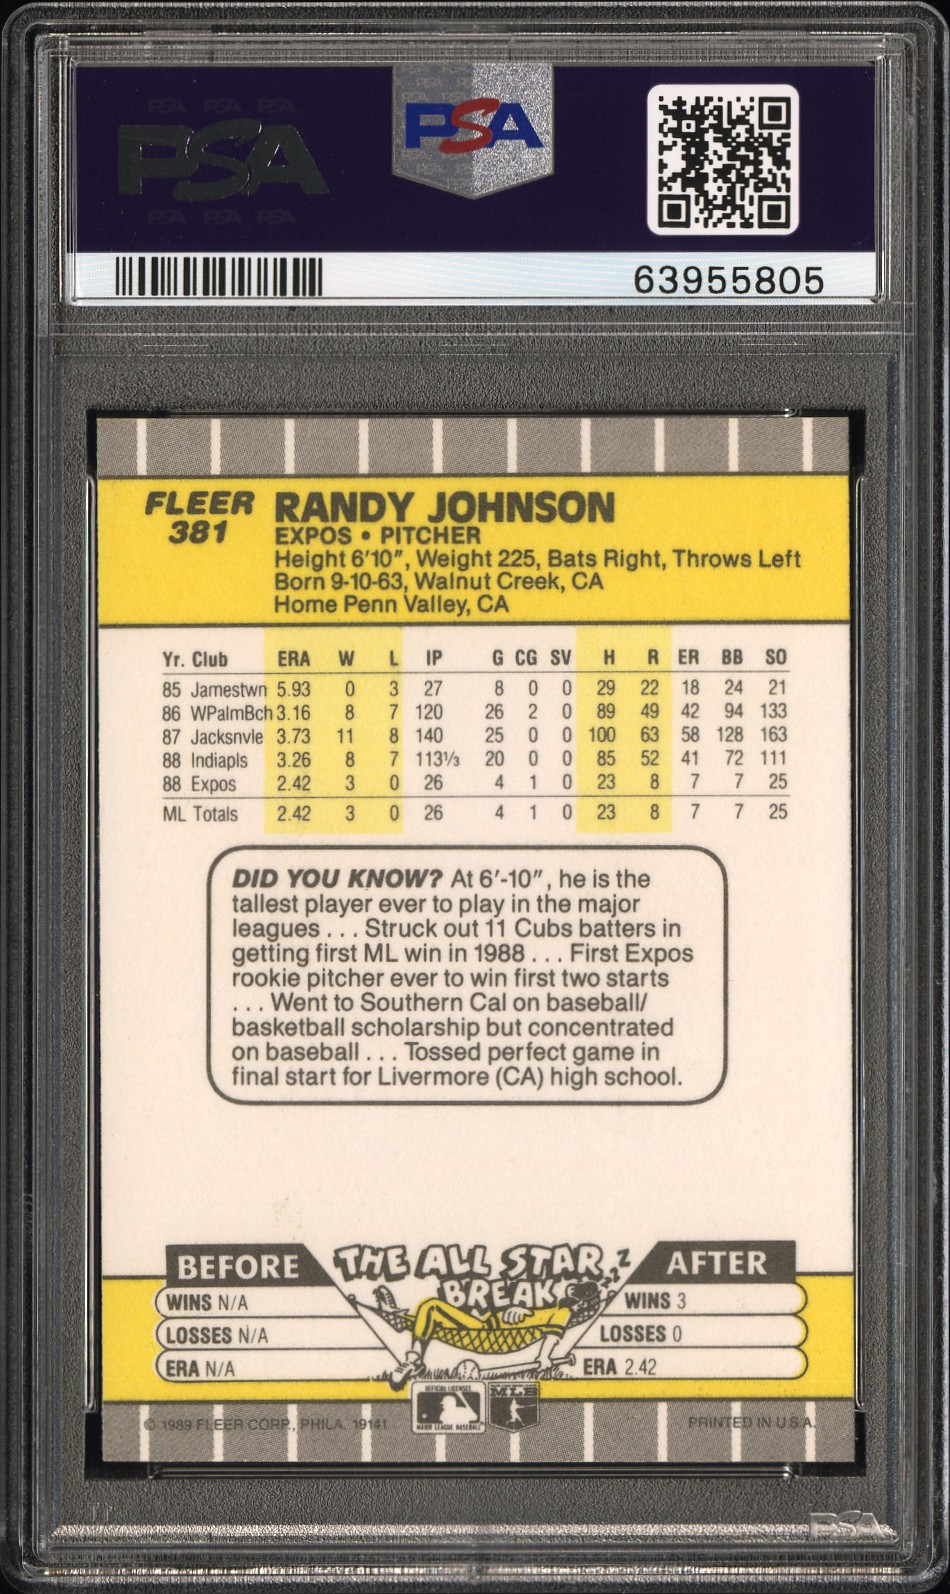 PSA
PSA
63955805
FLEER 381
RANDY JOHNSON
EXPOS • PITCHER
Height 6'10", Weight 225, Bats Right, Throws Left
Born 9-10-63, Walnut Creek, CA
Home Penn Valley, CA
Yr. Club ERA W L IP G CG SV H R ER BB SO
85 Jamestwn 5.93 0 3 27 8 0 0 29 22 18 24 21
86 WPalmBch 3.16 8 7 120 26 2 0 89 49 42 94 133
87 Jacksnvle 3.73 11 8 140 25 0 0 100 63 58 128 163
88 Indiapls 3.26 8 7 113⅓ 20 0 0 85 52 41 72 111
88 Expos 2.42 3 0 26 4 1 0 23 8 7 7 25
ML Totals 2.42 3 0 26 4 1 0 23 8 7 7 25
DID YOU KNOW? At 6'-10", he is the
tallest player ever to play in the major
leagues . . . Struck out 11 Cubs batters in
getting first ML win in 1988 . . . First Expos
rookie pitcher ever to win first two starts
. . . Went to Southern Cal on baseball/
basketball scholarship but concentrated
on baseball . . . Tossed perfect game in
final start for Livermore (CA) high school.
BEFORE
WINS N/A
LOSSES N/A
ERA N/A
THE ALL STAR
BREAK
ZZZ
AFTER
WINS 3
LOSSES 0
ERA 2.42
OFFICIAL LICENSEE
MAJOR LEAGUE BASEBALL
MLB
© 1989 FLEER CORP., PHILA. 19141
PRINTED IN U.S.A.
PSA